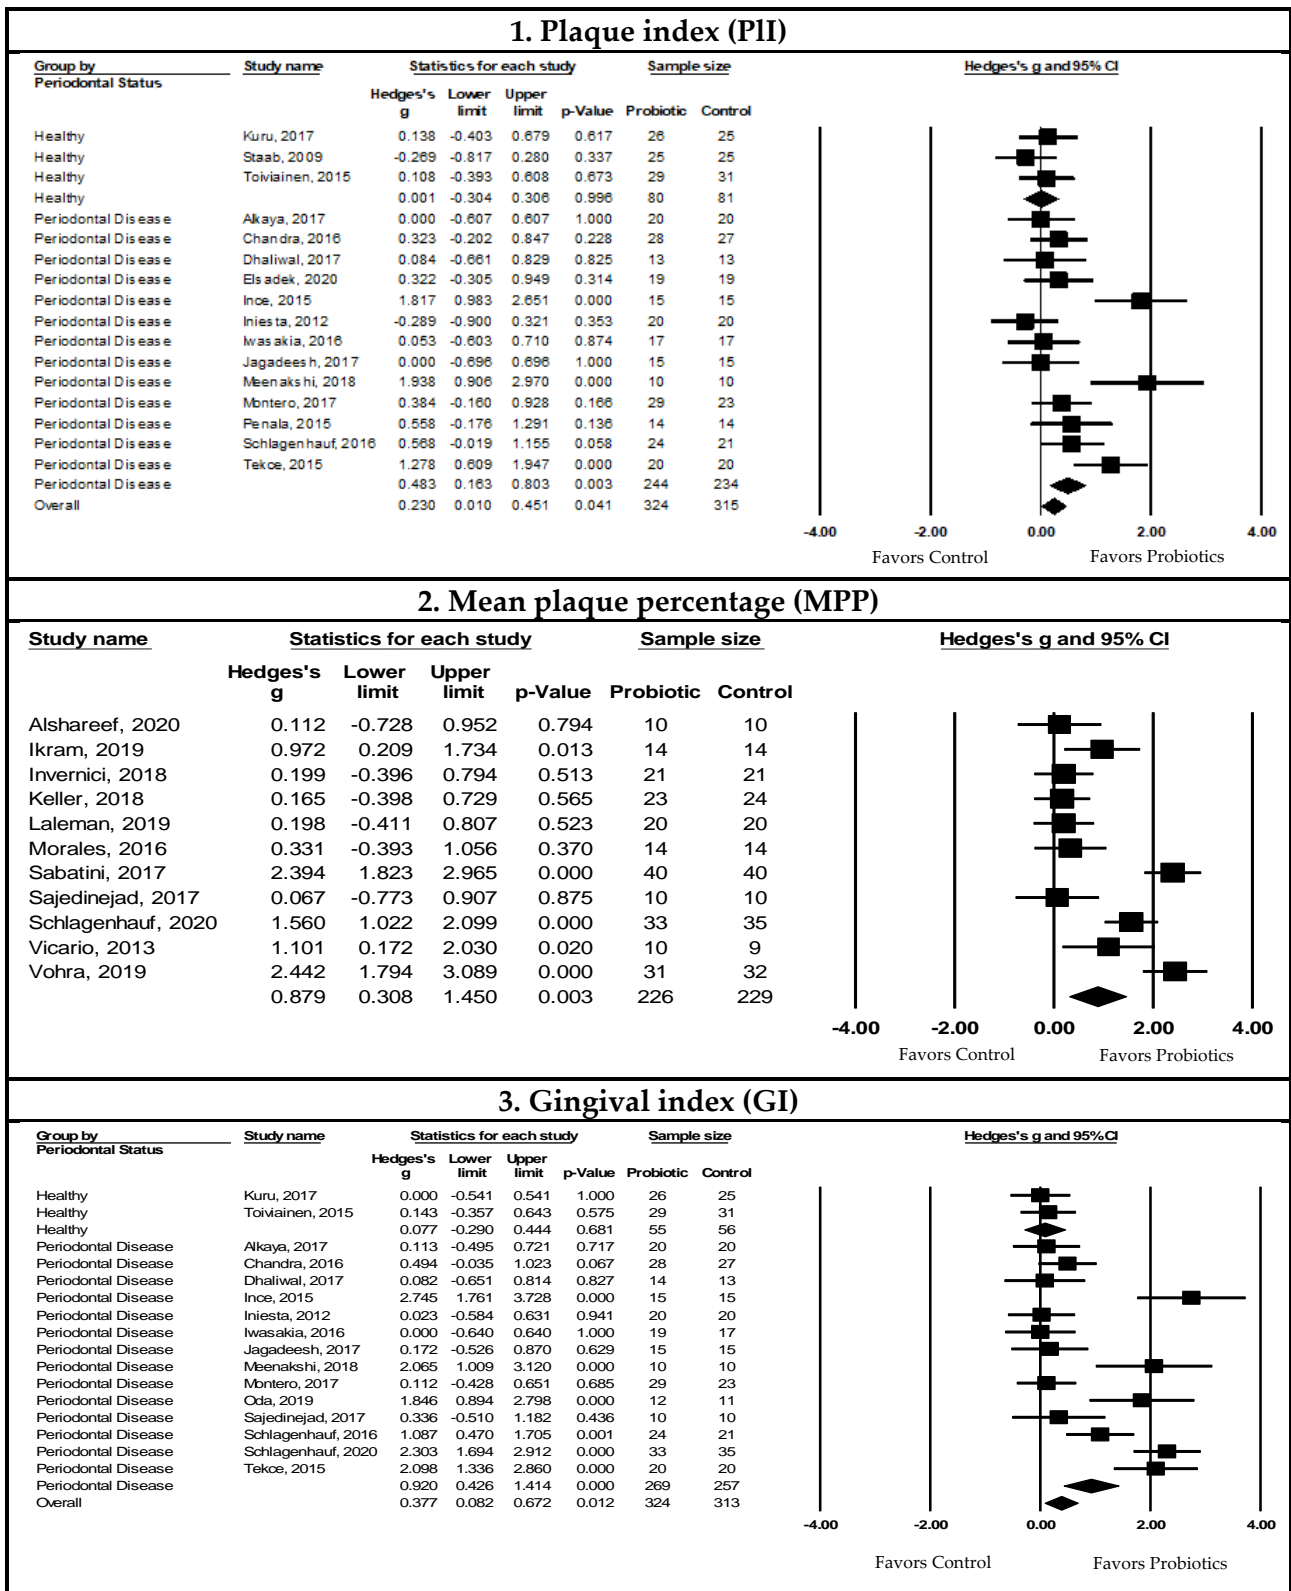 1. Plaque index (PlI)
Group by Study name Statistics for each study Sample size Hedges's g and 95% CI
Periodontal Status
Hedges's Lower Upper
g limit limit p-Value Probiotic Control
Healthy Kuru, 2017 0.138 -0.403 0.679 0.617 26 25
Healthy Staab, 2009 -0.269 -0.817 0.280 0.337 25 25
Healthy Toiviainen, 2015 0.108 -0.393 0.608 0.673 29 31
Healthy 0.001 -0.304 0.306 0.996 80 81
Periodontal Disease Alkaya, 2017 0.000 -0.607 0.607 1.000 20 20
Periodontal Disease Chandra, 2016 0.323 -0.202 0.847 0.228 28 27
Periodontal Disease Dhaliwal, 2017 0.084 -0.661 0.829 0.825 13 13
Periodontal Disease Elsadek, 2020 0.322 -0.305 0.949 0.314 19 19
Periodontal Disease Ince, 2015 1.817 0.983 2.651 0.000 15 15
Periodontal Disease Iniesta, 2012 -0.289 -0.900 0.321 0.353 20 20
Periodontal Disease Iwasakia, 2016 0.053 -0.603 0.710 0.874 17 17
Periodontal Disease Jagadeesh, 2017 0.000 -0.696 0.696 1.000 15 15
Periodontal Disease Meenakshi, 2018 1.938 0.906 2.970 0.000 10 10
Periodontal Disease Montero, 2017 0.384 -0.160 0.928 0.166 29 23
Periodontal Disease Penala, 2015 0.558 -0.176 1.291 0.136 14 14
Periodontal Disease Schlagenhauf, 2016 0.568 -0.019 1.155 0.058 24 21
Periodontal Disease Tekce, 2015 1.278 0.609 1.947 0.000 20 20
Periodontal Disease 0.483 0.163 0.803 0.003 244 234
Overall 0.230 0.010 0.451 0.041 324 315
-4.00 -2.00 0.00 2.00 4.00
Favors Control Favors Probiotics
2. Mean plaque percentage (MPP)
Study name Statistics for each study Sample size Hedges's g and 95% CI
Hedges's Lower Upper
g limit limit p-Value Probiotic Control
Alshareef, 2020 0.112 -0.728 0.952 0.794 10 10
Ikram, 2019 0.972 0.209 1.734 0.013 14 14
Invernici, 2018 0.199 -0.396 0.794 0.513 21 21
Keller, 2018 0.165 -0.398 0.729 0.565 23 24
Laleman, 2019 0.198 -0.411 0.807 0.523 20 20
Morales, 2016 0.331 -0.393 1.056 0.370 14 14
Sabatini, 2017 2.394 1.823 2.965 0.000 40 40
Sajedinejad, 2017 0.067 -0.773 0.907 0.875 10 10
Schlagenhauf, 2020 1.560 1.022 2.099 0.000 33 35
Vicario, 2013 1.101 0.172 2.030 0.020 10 9
Vohra, 2019 2.442 1.794 3.089 0.000 31 32
0.879 0.308 1.450 0.003 226 229
-4.00 -2.00 0.00 2.00 4.00
Favors Control Favors Probiotics
3. Gingival index (GI)
Group by Study name Statistics for each study Sample size Hedges's g and 95%CI
Periodontal Status
Hedges's Lower Upper
g limit limit p-Value Probiotic Control
Healthy Kuru, 2017 0.000 -0.541 0.541 1.000 26 25
Healthy Toiviainen, 2015 0.143 -0.357 0.643 0.575 29 31
Healthy 0.077 -0.290 0.444 0.681 55 56
Periodontal Disease Alkaya, 2017 0.113 -0.495 0.721 0.717 20 20
Periodontal Disease Chandra, 2016 0.494 -0.035 1.023 0.067 28 27
Periodontal Disease Dhaliwal, 2017 0.082 -0.651 0.814 0.827 14 13
Periodontal Disease Ince, 2015 2.745 1.761 3.728 0.000 15 15
Periodontal Disease Iniesta, 2012 0.023 -0.584 0.631 0.941 20 20
Periodontal Disease Iwasakia, 2016 0.000 -0.640 0.640 1.000 19 17
Periodontal Disease Jagadeesh, 2017 0.172 -0.526 0.870 0.629 15 15
Periodontal Disease Meenakshi, 2018 2.065 1.009 3.120 0.000 10 10
Periodontal Disease Montero, 2017 0.112 -0.428 0.651 0.685 29 23
Periodontal Disease Oda, 2019 1.846 0.894 2.798 0.000 12 11
Periodontal Disease Sajedinejad, 2017 0.336 -0.510 1.182 0.436 10 10
Periodontal Disease Schlagenhauf, 2016 1.087 0.470 1.705 0.001 24 21
Periodontal Disease Schlagenhauf, 2020 2.303 1.694 2.912 0.000 33 35
Periodontal Disease Tekce, 2015 2.098 1.336 2.860 0.000 20 20
Periodontal Disease 0.920 0.426 1.414 0.000 269 257
Overall 0.377 0.082 0.672 0.012 324 313
-4.00 -2.00 0.00 2.00 4.00
Favors Control Favors Probiotics